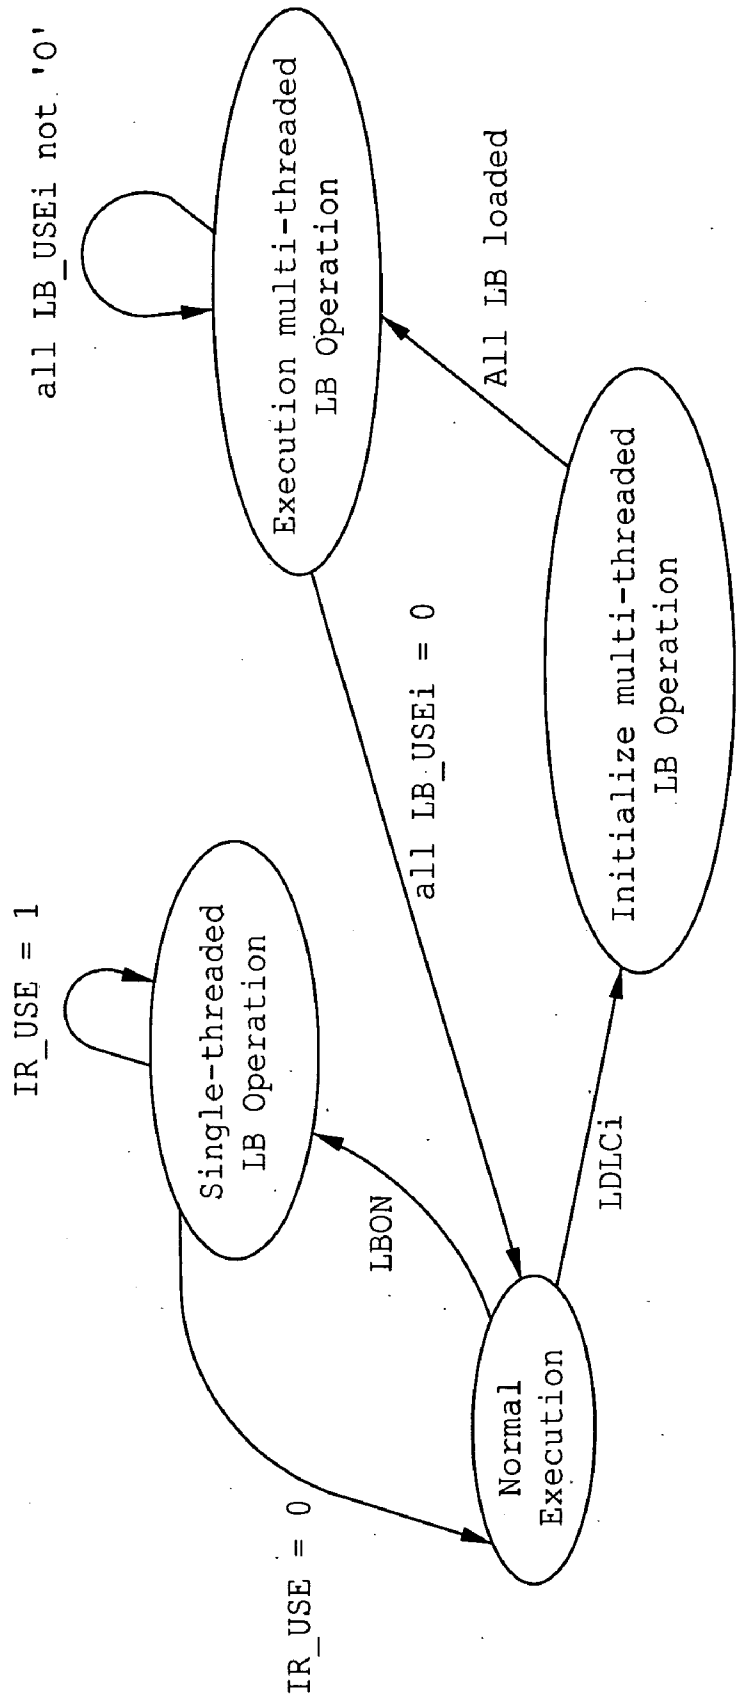 IR_USE = 1
all LB_USEi not '0'
Single-threaded
LB Operation
Execution multi-threaded
LB Operation
IR_USE = 0
LBON
all LB_USEi = 0
All LB loaded
Normal
Execution
LDLCi
Initialize multi-threaded
LB Operation